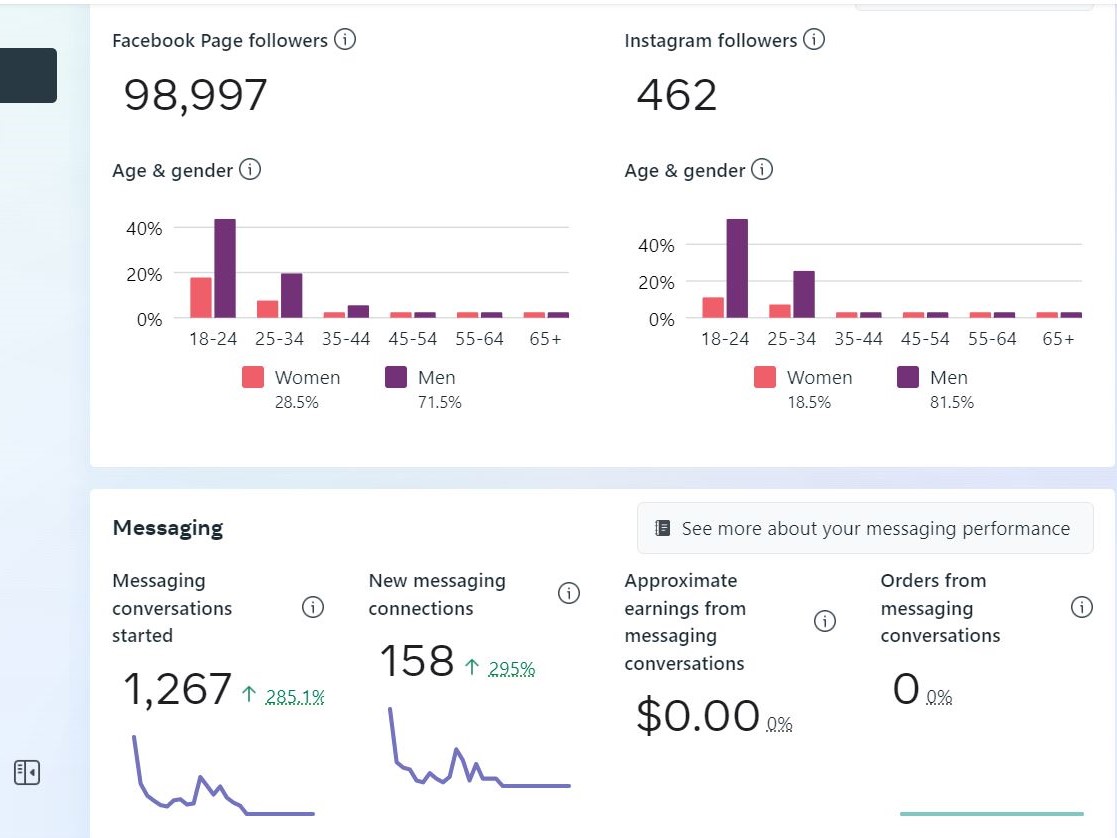 Facebook Page followers
98,997
Age & gender
40%
20%
0%
18-24 25-34 35-44 45-54 55-64 65+
Women
28.5%
Men
71.5%
Instagram followers
462
Age & gender
40%
20%
0%
18-24 25-34 35-44 45-54 55-64 65+
Women
18.5%
Men
81.5%
Messaging
See more about your messaging performance
Messaging
conversations
started
1,267 ↑ 285.1%
New messaging
connections
158 ↑ 295%
Approximate
earnings from
messaging
conversations
$0.00 0%
Orders from
messaging
conversations
0 0%